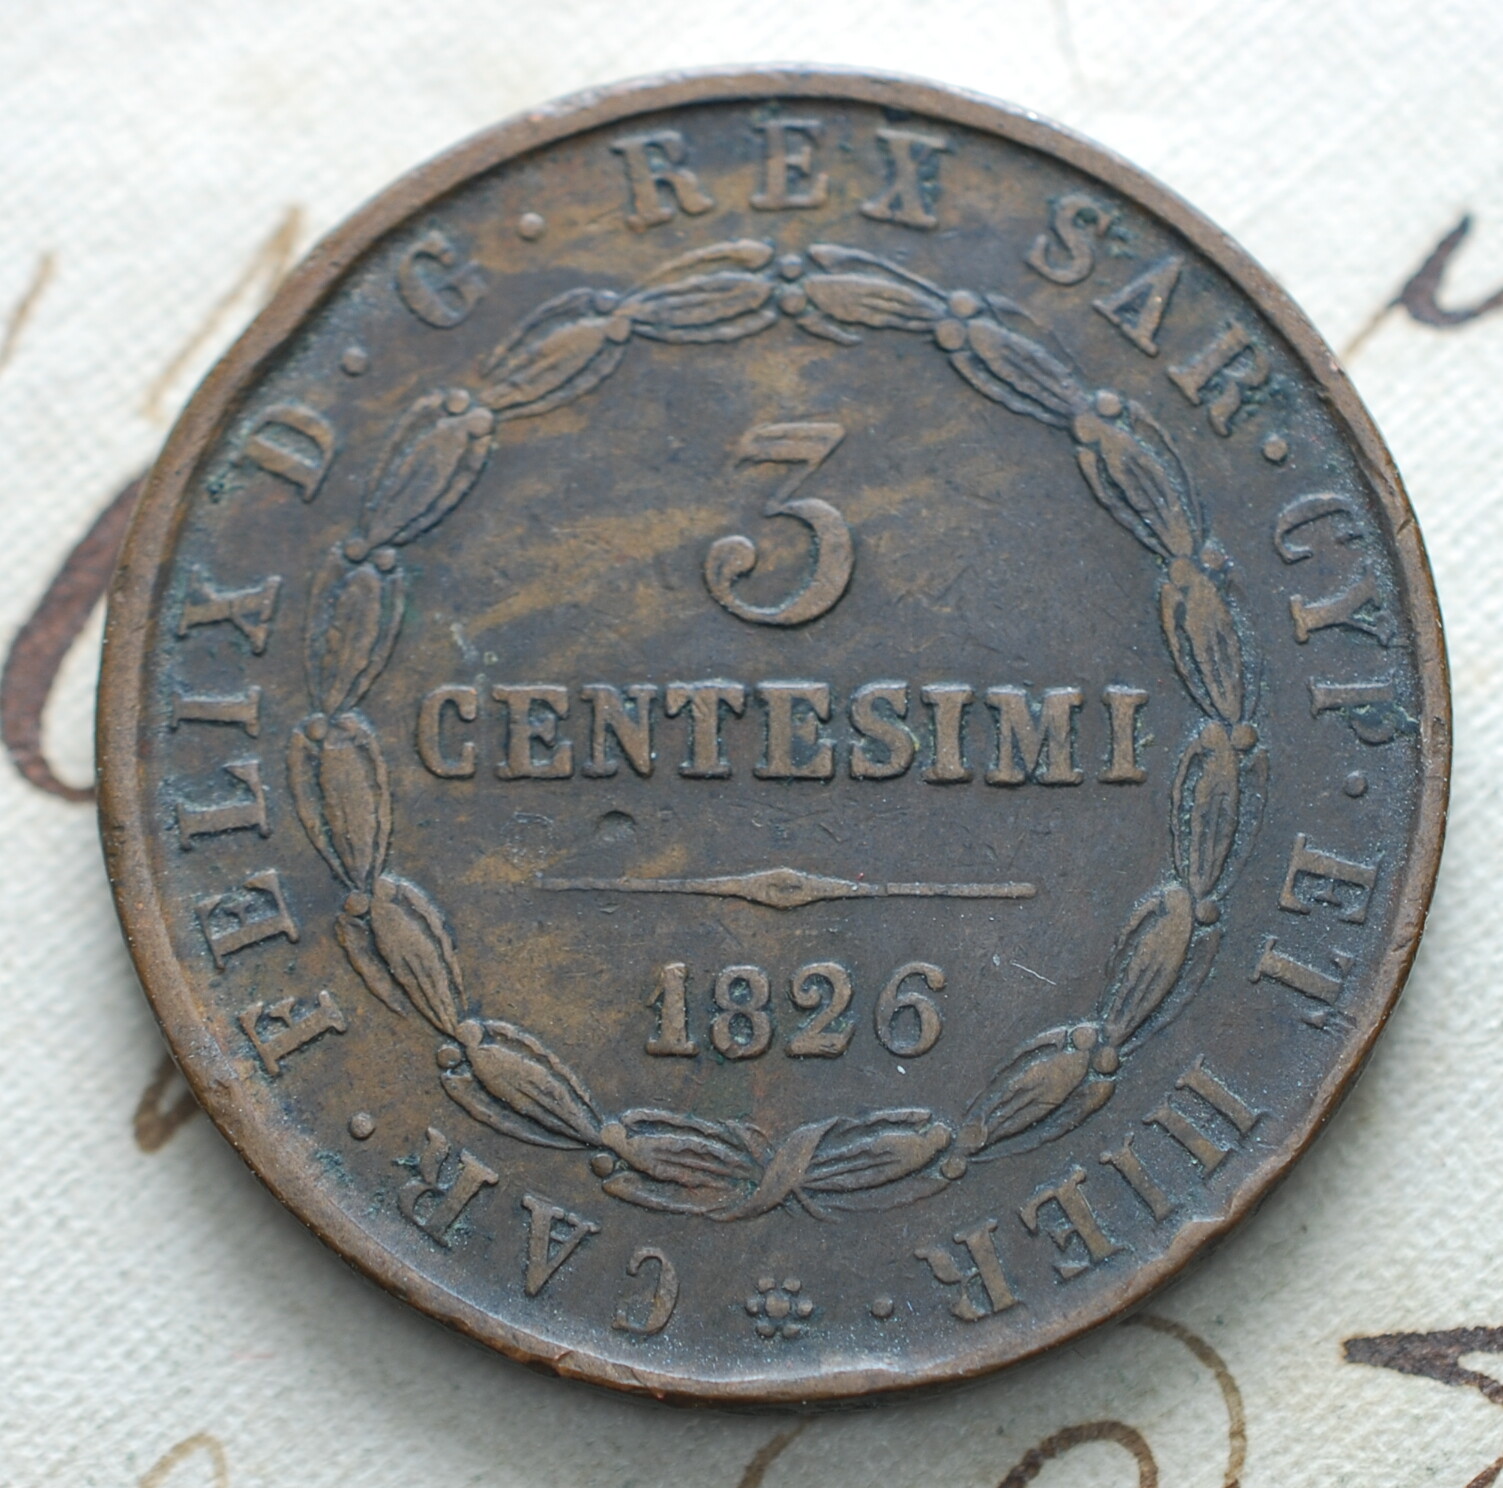 CAR · FELIX D · G · REX SAR · CYP · ET HIER ·
3
CENTESIMI
1826